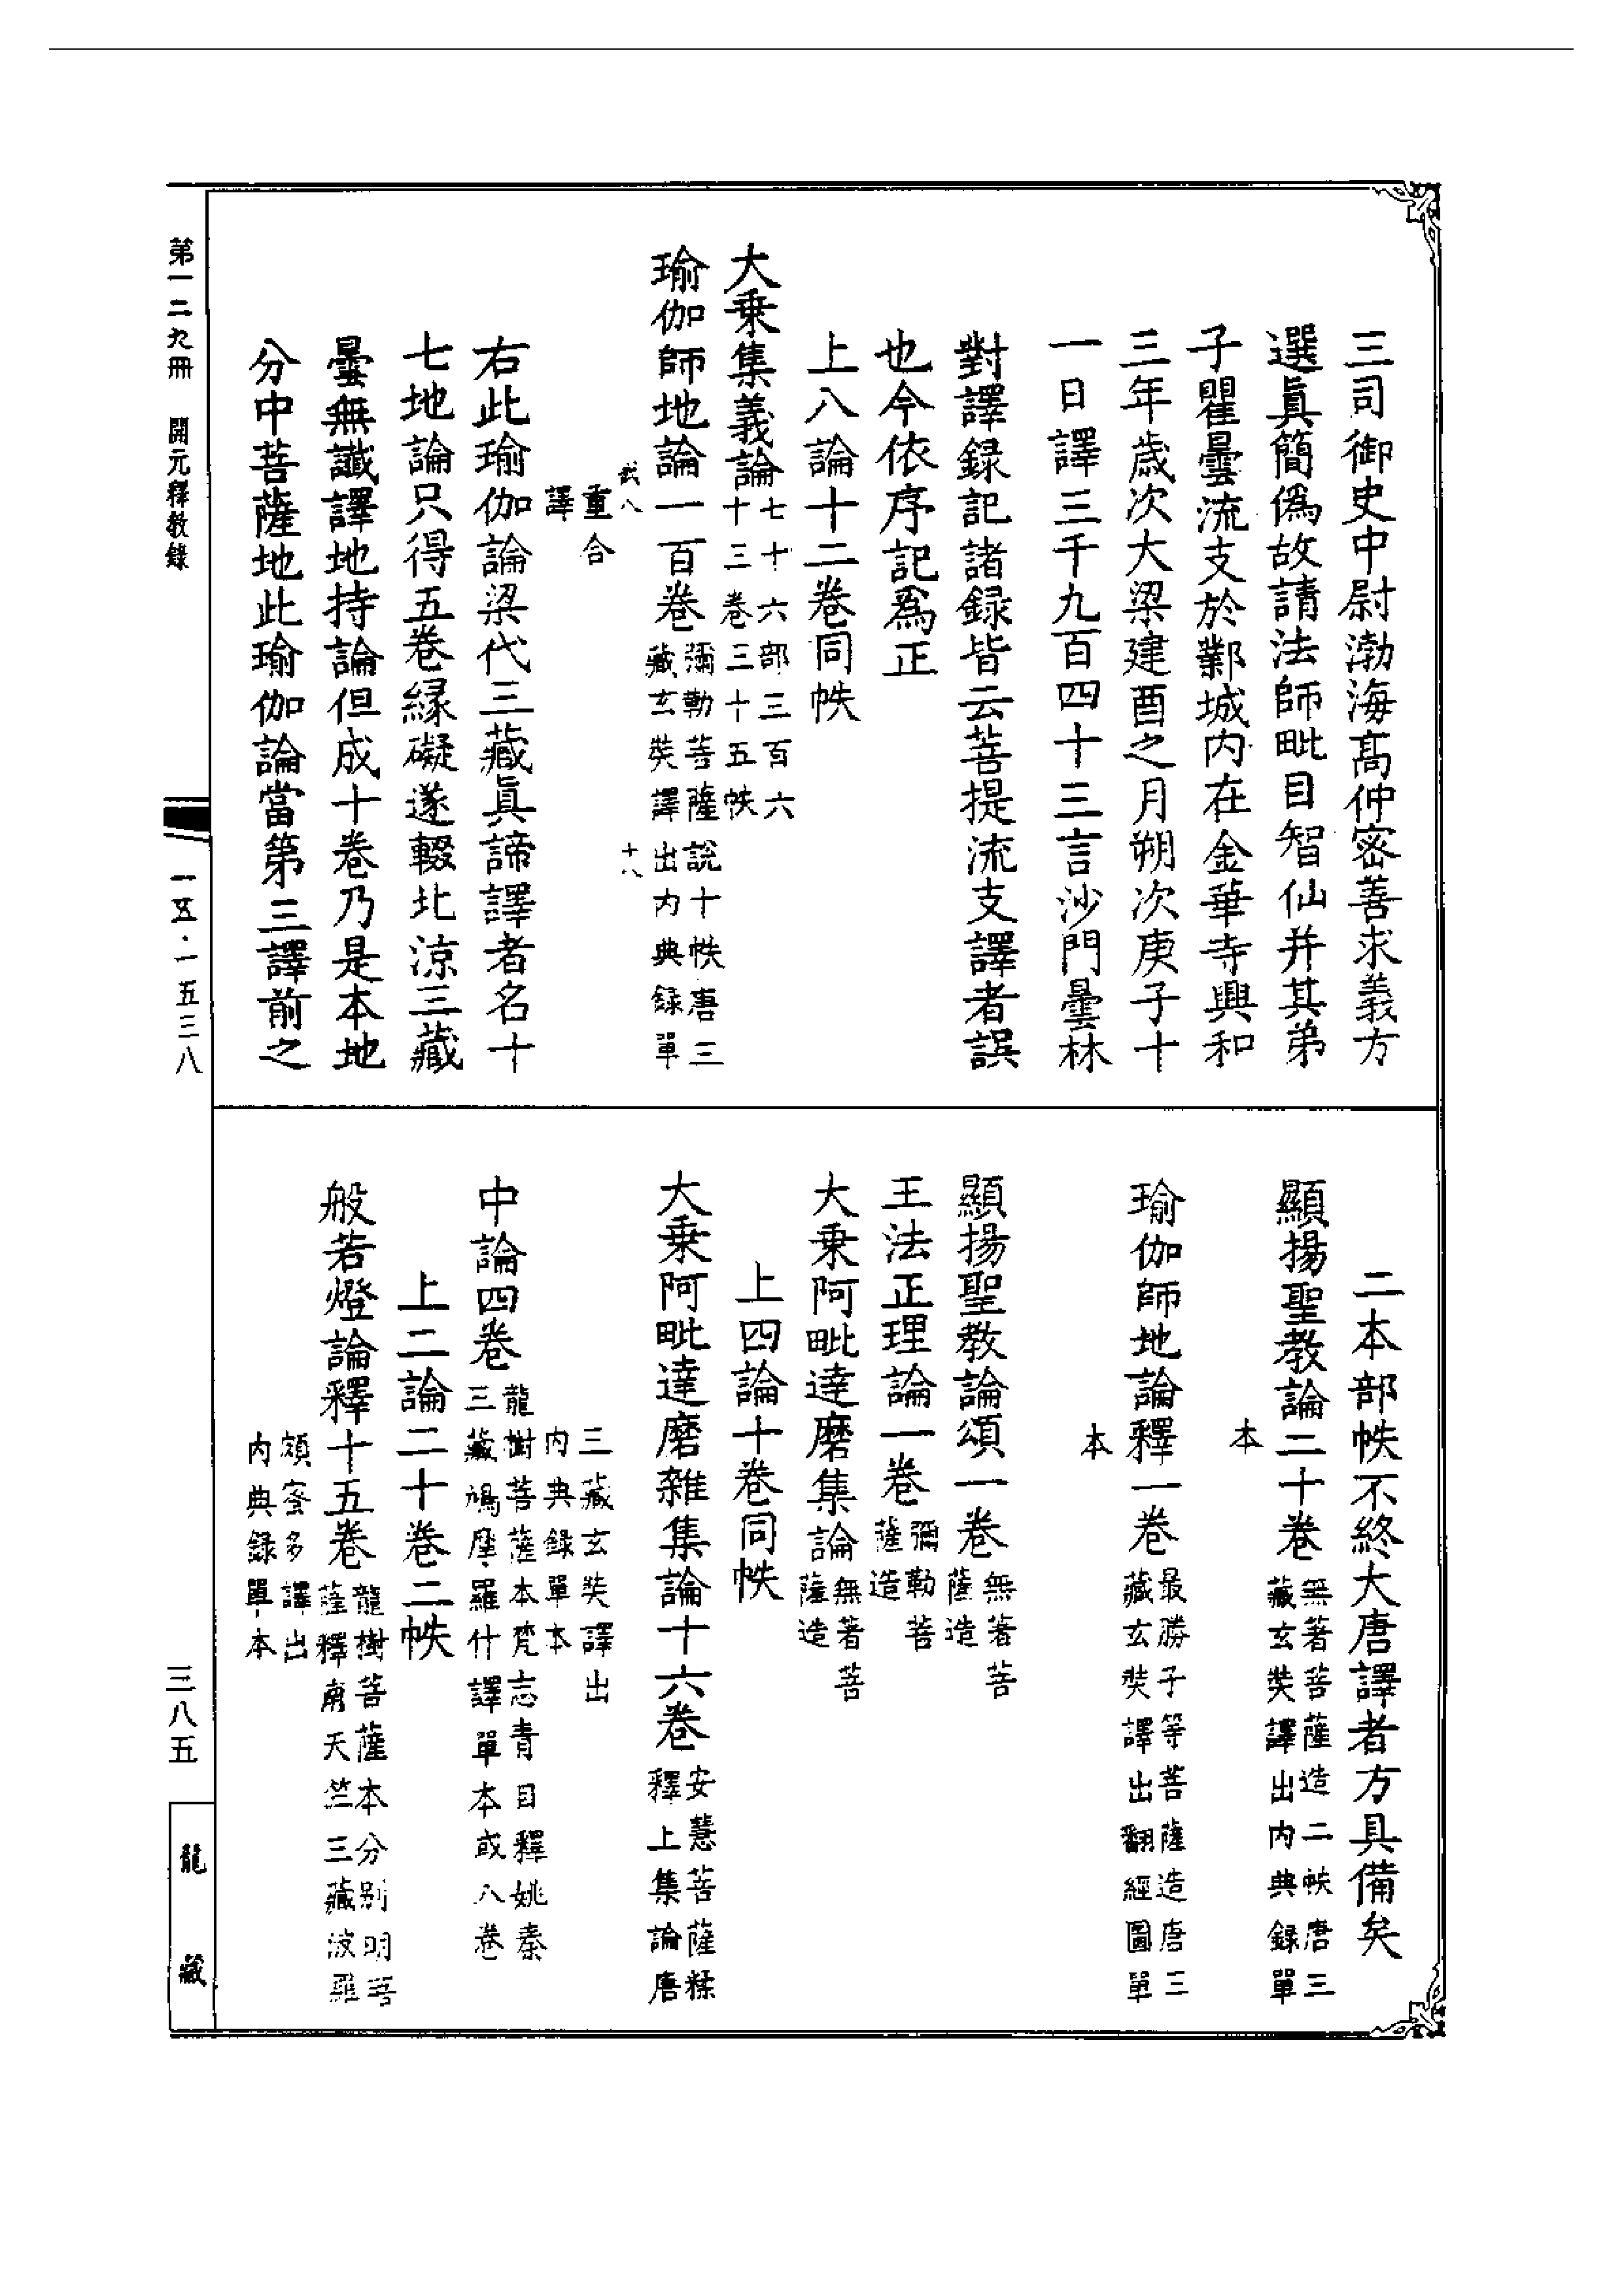 三司御史中尉渤海髙仲密善求義方
選眞簡僞故請法師毗目智仙并其弟
子瞿曇流支於鄴城内在金華寺興和
三年歲次大梁建酉之月朔次庚子十
一日譯三千九百四十三言沙門曇林
對譯録記諸録皆云菩提流支譯者誤
也今依序記爲正
上八論十二卷同帙
大乗集義論七十六部三百六
十三卷三十五帙
瑜伽師地論一百卷彌勒菩薩說十帙唐三
藏玄奘譯出内典録單
八
十八
重合
譯
右此瑜伽論梁代三藏眞諦譯者名十
七地論只得五卷縁礙遂輟北涼三藏
曇無讖譯地持論但成十卷乃是本地
分中菩薩地此瑜伽論當第三譯前之
二本部帙不終大唐譯者方具備矣
顯揚聖教論二十卷無著菩薩造二帙唐三
藏玄奘譯出内典録單
本
瑜伽師地論釋一卷最勝子等菩薩造唐三
藏玄奘譯出翻經圖單
本
顯揚聖教論頌一卷無著菩
薩造
王法正理論一卷彌勒菩
薩造
大乗阿毗達磨集論無著菩
薩造
上四論十卷同帙
大乗阿毗達磨雜集論十六卷安慧菩薩糅
釋上集論唐
三藏玄奘譯出
内典録單本
中論四卷龍樹菩薩本梵志青目釋姚秦
三藏鳩摩羅什譯單本或八卷
上二論二十卷二帙
般若燈論釋十五卷龍樹菩薩本分别明菩
薩釋南天竺三藏波羅
頗蜜多譯出
内典録單本
第一二九冊 開元釋教錄
一五·一五三八
三八五
龍藏